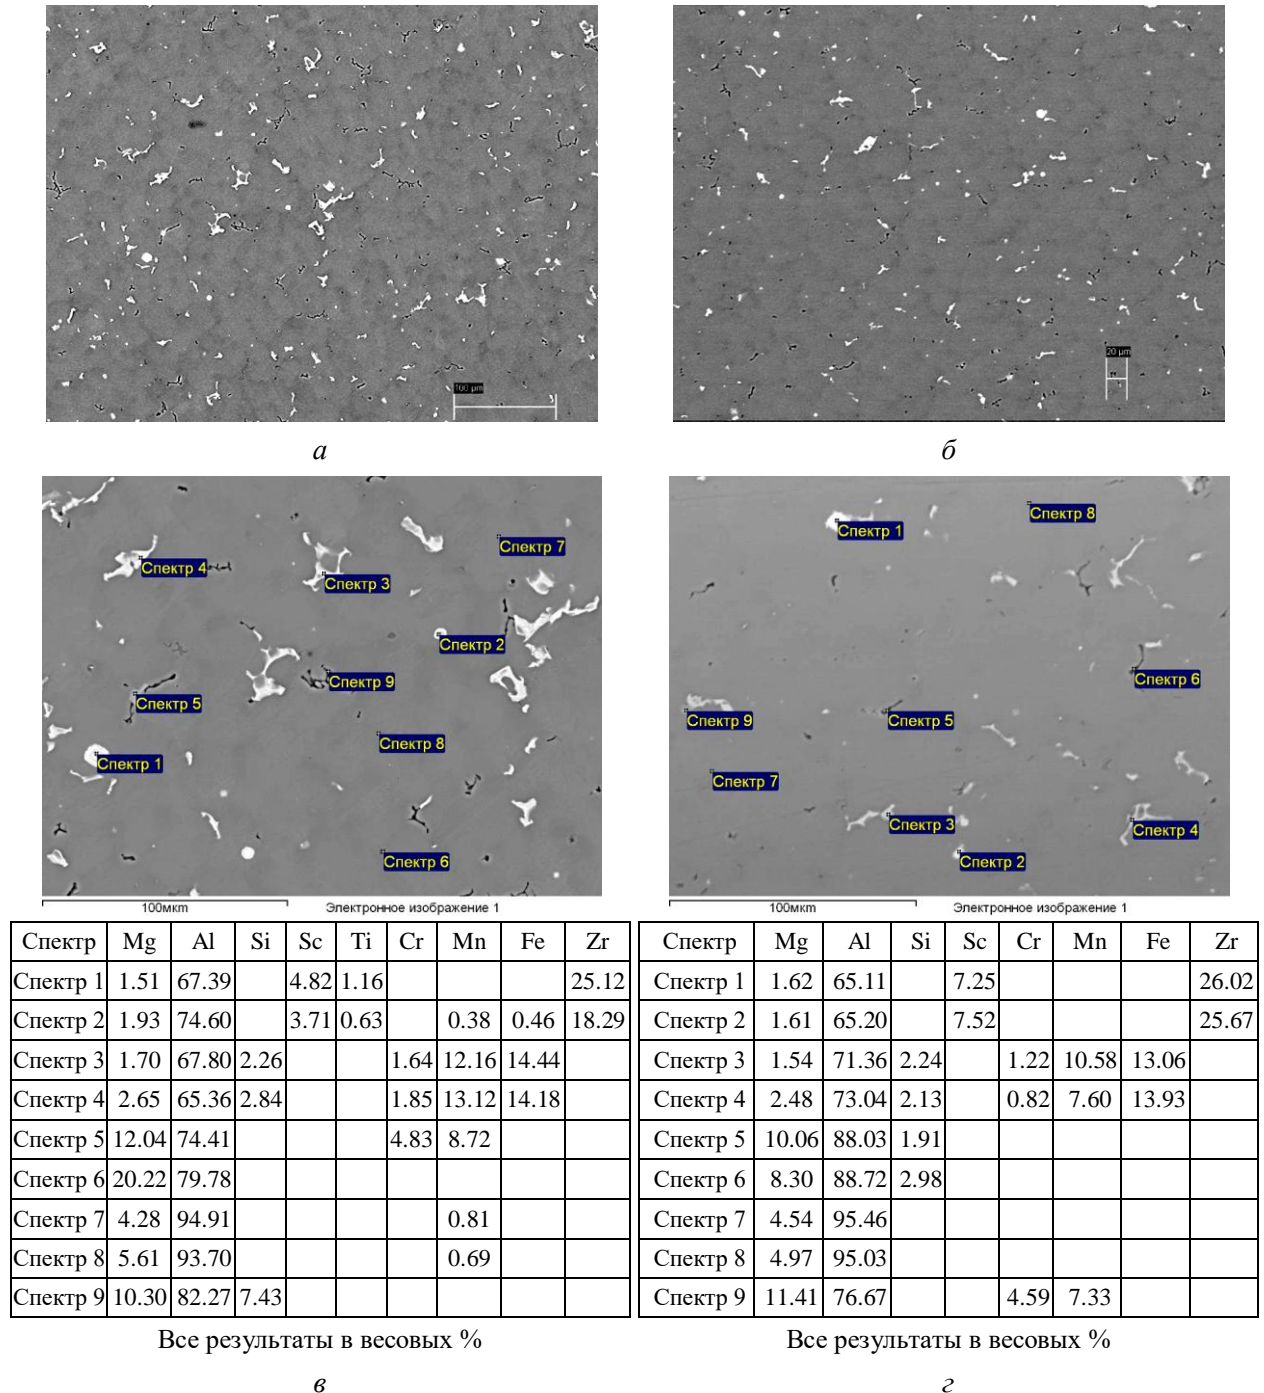 100 µm
20 µm
а
б
Спектр 7
Спектр 4
Спектр 3
Спектр 2
Спектр 9
Спектр 5
Спектр 8
Спектр 1
Спектр 6
100мкm Электронное изображение 1
Спектр 8
Спектр 1
Спектр 6
Спектр 9
Спектр 5
Спектр 7
Спектр 3
Спектр 4
Спектр 2
100мкm Электронное изображение 1
Спектр Mg Al Si Sc Ti Cr Mn Fe Zr
Спектр 1 1.51 67.39 4.82 1.16 25.12
Спектр 2 1.93 74.60 3.71 0.63 0.38 0.46 18.29
Спектр 3 1.70 67.80 2.26 1.64 12.16 14.44
Спектр 4 2.65 65.36 2.84 1.85 13.12 14.18
Спектр 5 12.04 74.41 4.83 8.72
Спектр 6 20.22 79.78
Спектр 7 4.28 94.91 0.81
Спектр 8 5.61 93.70 0.69
Спектр 9 10.30 82.27 7.43
Все результаты в весовых %
в
Спектр Mg Al Si Sc Cr Mn Fe Zr
Спектр 1 1.62 65.11 7.25 26.02
Спектр 2 1.61 65.20 7.52 25.67
Спектр 3 1.54 71.36 2.24 1.22 10.58 13.06
Спектр 4 2.48 73.04 2.13 0.82 7.60 13.93
Спектр 5 10.06 88.03 1.91
Спектр 6 8.30 88.72 2.98
Спектр 7 4.54 95.46
Спектр 8 4.97 95.03
Спектр 9 11.41 76.67 4.59 7.33
Все результаты в весовых %
г